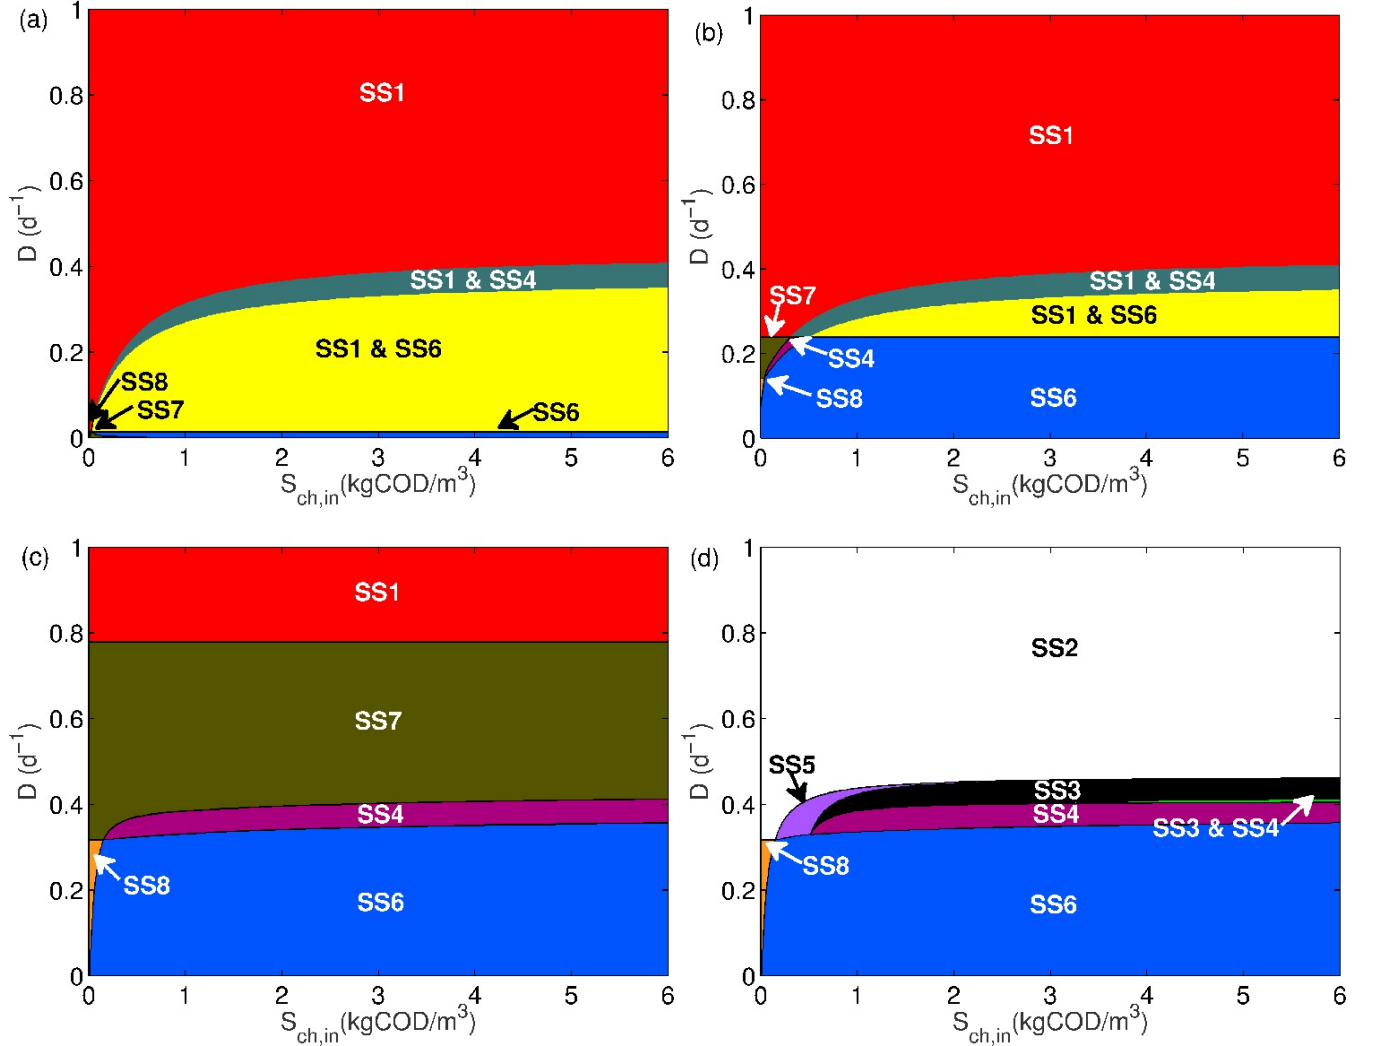 (a)
1
0.8
0.6
0.4
0.2
0
D (d⁻¹)
SS1
SS1 & SS4
SS1 & SS6
SS8
SS7
SS6
0 1 2 3 4 5 6
S_ch,in(kgCOD/m³)
(b)
1
0.8
0.6
0.4
0.2
0
D (d⁻¹)
SS1
SS7
SS1 & SS4
SS1 & SS6
SS4
SS8
SS6
0 1 2 3 4 5 6
S_ch,in(kgCOD/m³)
(c)
1
0.8
0.6
0.4
0.2
0
D (d⁻¹)
SS1
SS7
SS4
SS8
SS6
0 1 2 3 4 5 6
S_ch,in(kgCOD/m³)
(d)
1
0.8
0.6
0.4
0.2
0
D (d⁻¹)
SS2
SS5
SS3
SS4
SS3 & SS4
SS8
SS6
0 1 2 3 4 5 6
S_ch,in(kgCOD/m³)